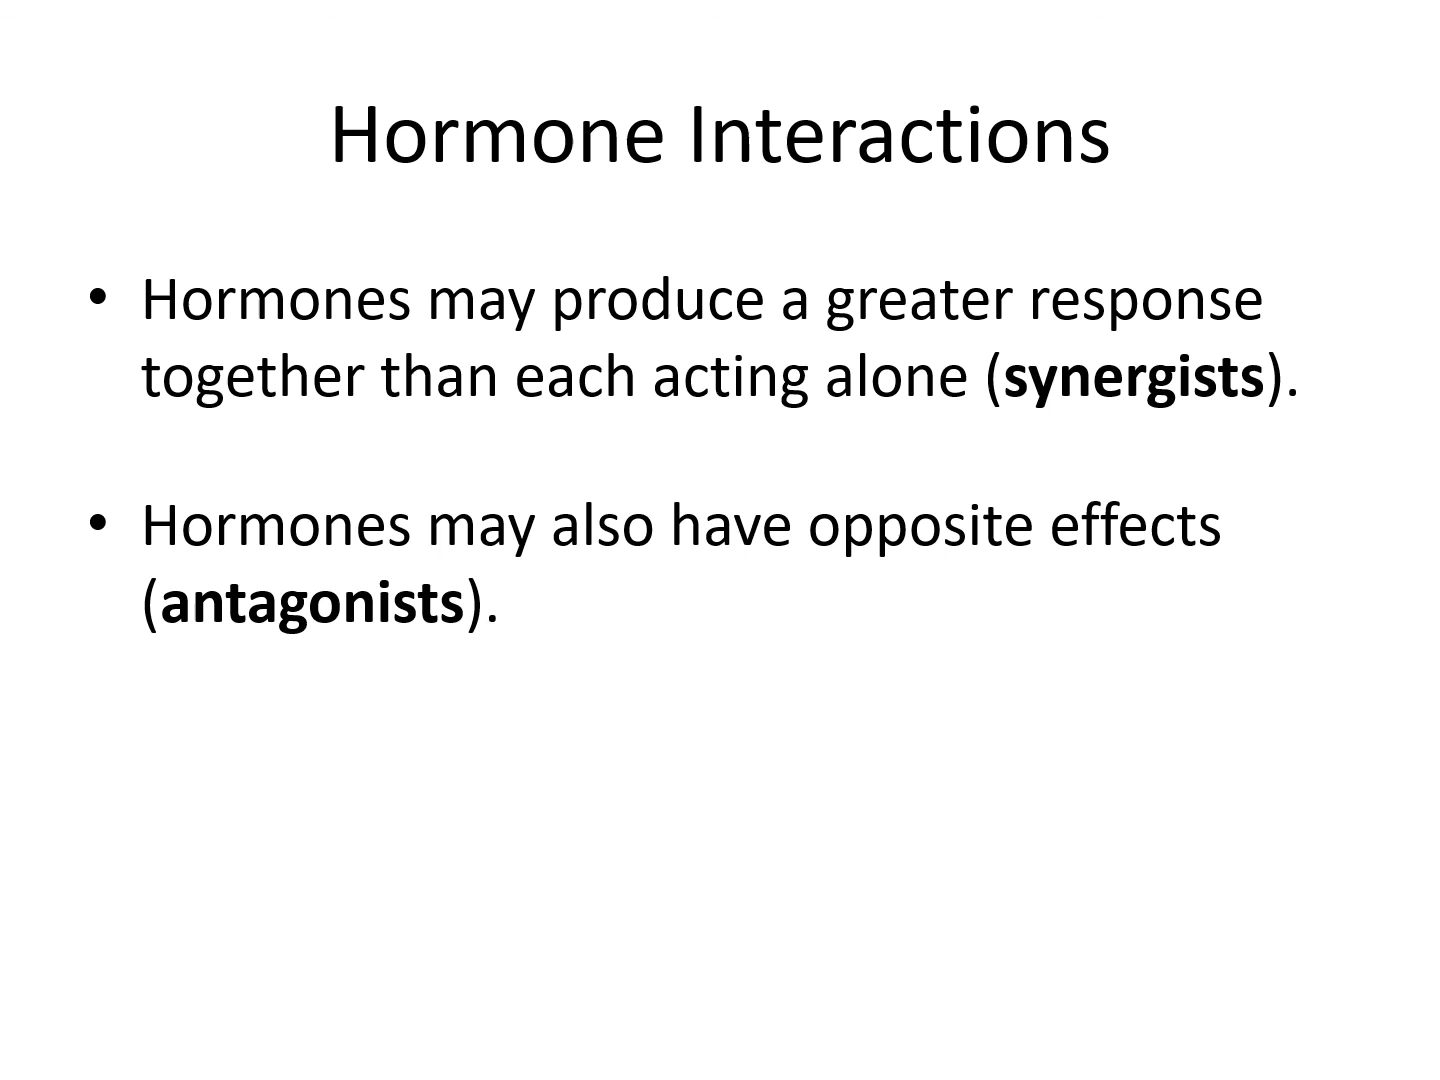 Hormone Interactions
• Hormones may produce a greater response
together than each acting alone (synergists).
• Hormones may also have opposite effects
(antagonists).